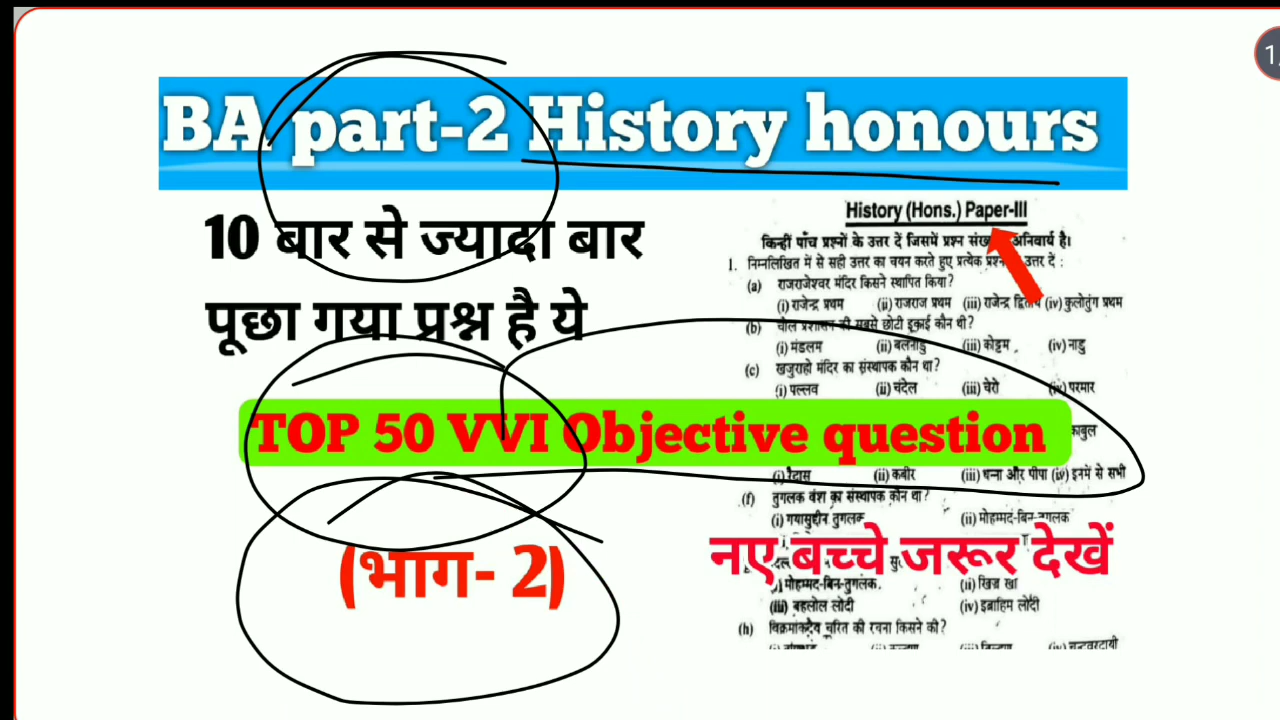 BA part-2 History honours
10 बार से ज्यादा बार
पूछा गया प्रश्न है ये
TOP 50 VVI Objective question
(भाग- 2)
History (Hons.) Paper-III
किन्हीं पाँच प्रश्नों के उत्तर दें जिसमें प्रश्न अनिवार्य है।
1. निम्नलिखित में से सही उत्तर का चयन करते हुए प्रत्येक उत्तर दें :
(a) राजराजेश्वर मंदिर किसने स्थापित किया?
(i) राजेन्द्र प्रथम (ii) राजराज प्रथम (iii) राजेन्द्र द्वितीय (iv) कुलोतुंग प्रथम
(b) चोल प्रशासन की सबसे छोटी इकाई कौन थी?
(i) मंडलम (ii) बलनाडु (iii) कोट्टम (iv) नाडु
(c) खजुराहो मंदिर का संस्थापक कौन था?
(i) पल्लव (ii) चंदेल (iii) चेरो (iv) परमार
काबुल
(i) रैदास (ii) कबीर (iii) धन्ना और पीपा (iv) इनमें से सभी
(f) तुगलक वंश का संस्थापक कौन था?
(i) गयासुद्दीन तुगलक (ii) मोहम्मद-बिन-तुगलक
नए बच्चे जरूर देखें
मोहम्मद-बिन-तुगलक (ii) खिज्र खां
(iii) बहलोल लोदी (iv) इब्राहिम लोदी
(h) विक्रमांकदेव चरित की रचना किसने की?